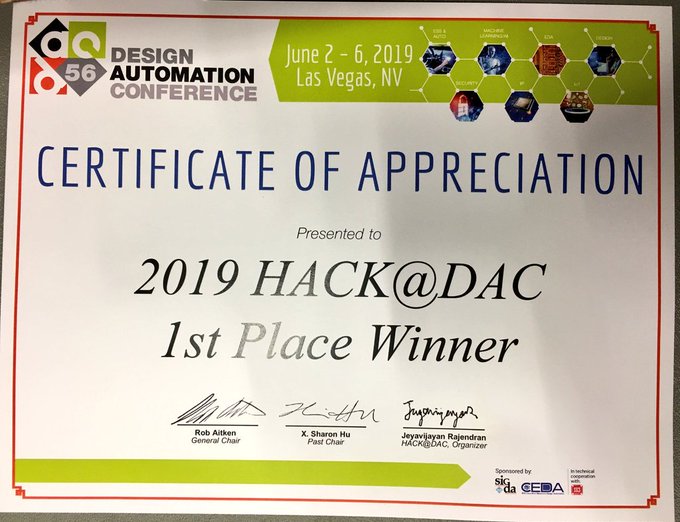 56
DESIGN
AUTOMATION
CONFERENCE
June 2 – 6, 2019
Las Vegas, NV
ESS &
AUTO
MACHINE
LEARNING/AI
EDA
DESIGN
SECURITY
IP
IoT
CERTIFICATE OF APPRECIATION
Presented to
2019 HACK@DAC
1st Place Winner
Rob Aitken
General Chair
X. Sharon Hu
Past Chair
Jeyavijayan Rajendran
HACK@DAC, Organizer
Sponsored by:
sig
da
CEDA
In technical
cooperation
with: